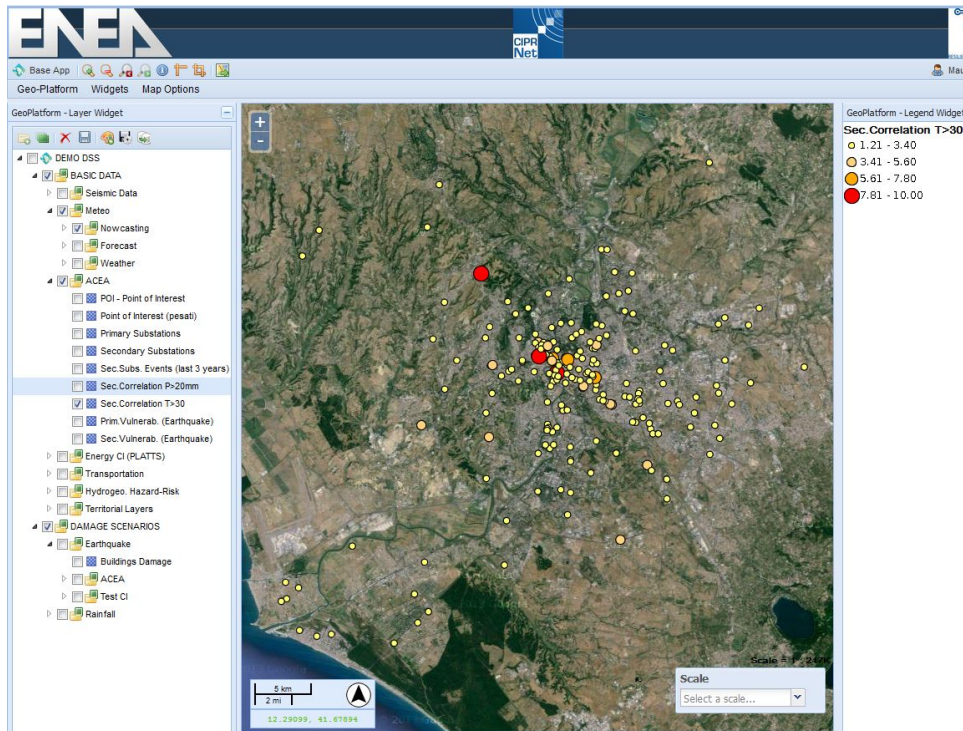 ENEA
CIPR
Net
Base App
Mau
Geo-Platform Widgets Map Options
GeoPlatform - Layer Widget
DEMO DSS
BASIC DATA
Seismic Data
Meteo
Nowcasting
Forecast
Weather
ACEA
POI - Point of Interest
Point of Interest (pesati)
Primary Substations
Secondary Substations
Sec.Subs. Events (last 3 years)
Sec.Correlation P>20mm
Sec.Correlation T>30
Prim.Vulnerab. (Earthquake)
Sec.Vulnerab. (Earthquake)
Energy CI (PLATTS)
Transportation
Hydrogeo. Hazard-Risk
Territorial Layers
DAMAGE SCENARIOS
Earthquake
Buildings Damage
ACEA
Test CI
Rainfall
+
-
5 km
2 mi
12.29099, 41.67894
Scale = 1
Scale
Select a scale...
GeoPlatform - Legend Widget
Sec.Correlation T>30
1.21 - 3.40
3.41 - 5.60
5.61 - 7.80
7.81 - 10.00